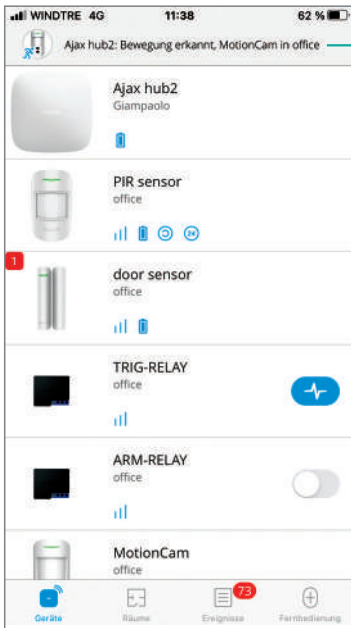 WINDTRE 4G 11:38 62 %
Ajax hub2: Bewegung erkannt, MotionCam in office
Ajax hub2
Giampaolo
PIR sensor
office
24
1
door sensor
office
TRIG-RELAY
office
ARM-RELAY
office
MotionCam
office
73
Geräte Räume Ereignisse Fernbedienung